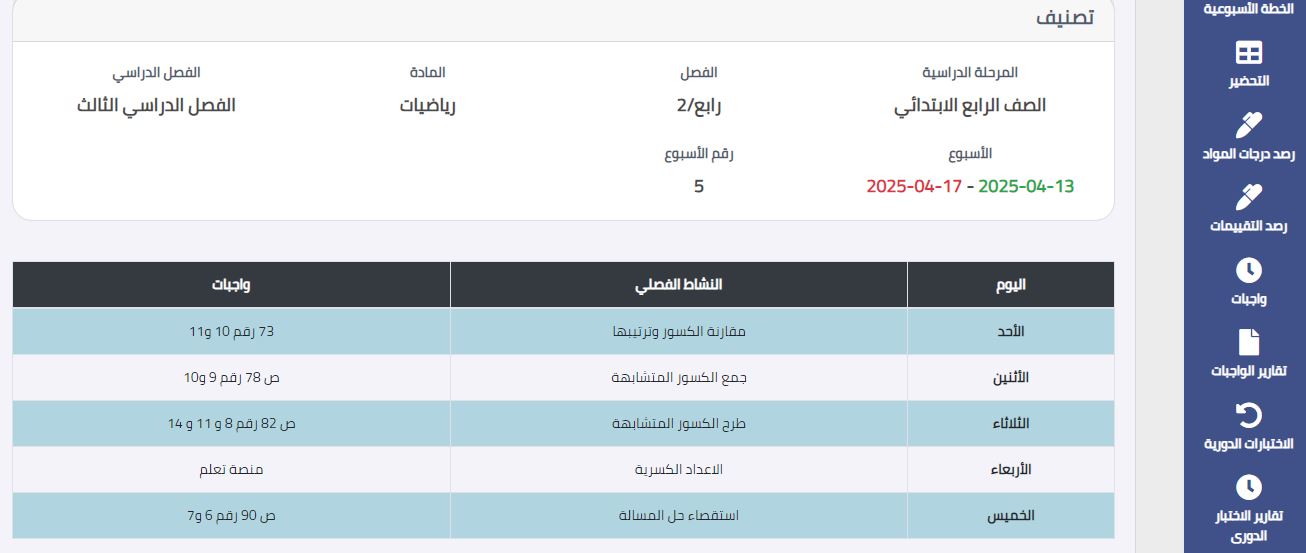 الخطة الأسبوعية
التحضير
رصد درجات المواد
رصد التقييمات
واجبات
تقارير الواجبات
الاختبارات الدورية
تقارير الاختبار
الدوري
تصنيف
المرحلة الدراسية الفصل المادة الفصل الدراسي
الصف الرابع الابتدائي رابع/2 رياضيات الفصل الدراسي الثالث
الأسبوع رقم الأسبوع
2025-04-13 - 2025-04-17 5
اليوم النشاط الفصلي واجبات
الأحد مقارنة الكسور وترتيبها 73 رقم 10 و11
الأثنين جمع الكسور المتشابهة ص 78 رقم 9 و10
الثلاثاء طرح الكسور المتشابهة ص 82 رقم 8 و 11 و 14
الأربعاء الاعداد الكسرية منصة تعلم
الخميس استقصاء حل المسالة ص 90 رقم 6 و7